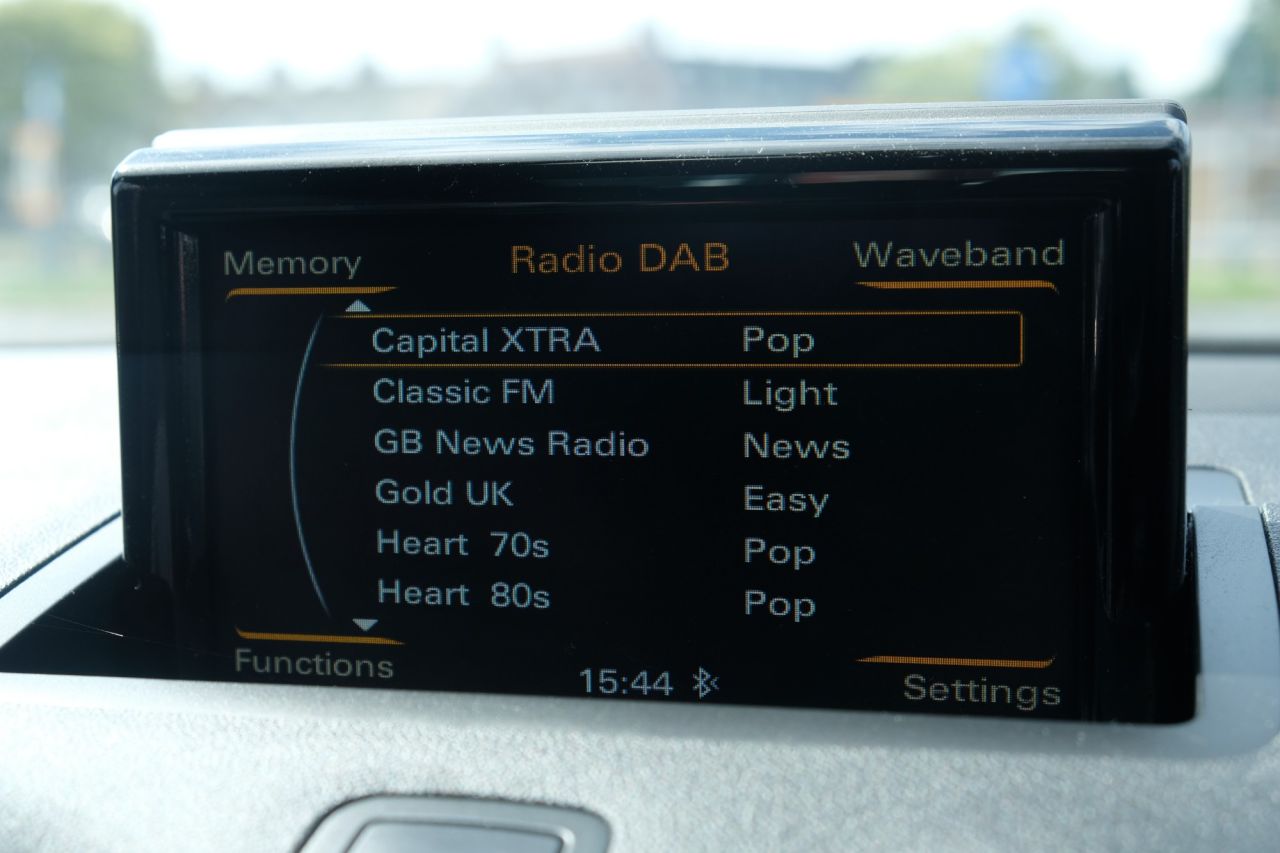 Memory Radio DAB Waveband
Capital XTRA Pop
Classic FM Light
GB News Radio News
Gold UK Easy
Heart 70s Pop
Heart 80s Pop
Functions 15:44 Settings